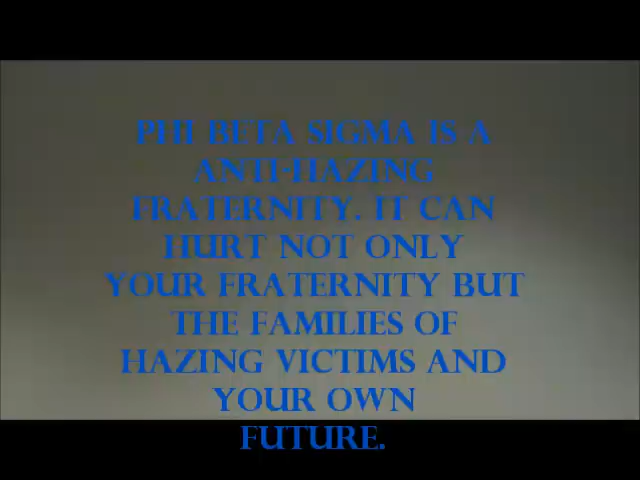 PHI BETA SIGMA IS A
ANTI-HAZING
FRATERNITY. IT CAN
HURT NOT ONLY
YOUR FRATERNITY BUT
THE FAMILIES OF
HAZING VICTIMS AND
YOUR OWN
FUTURE.